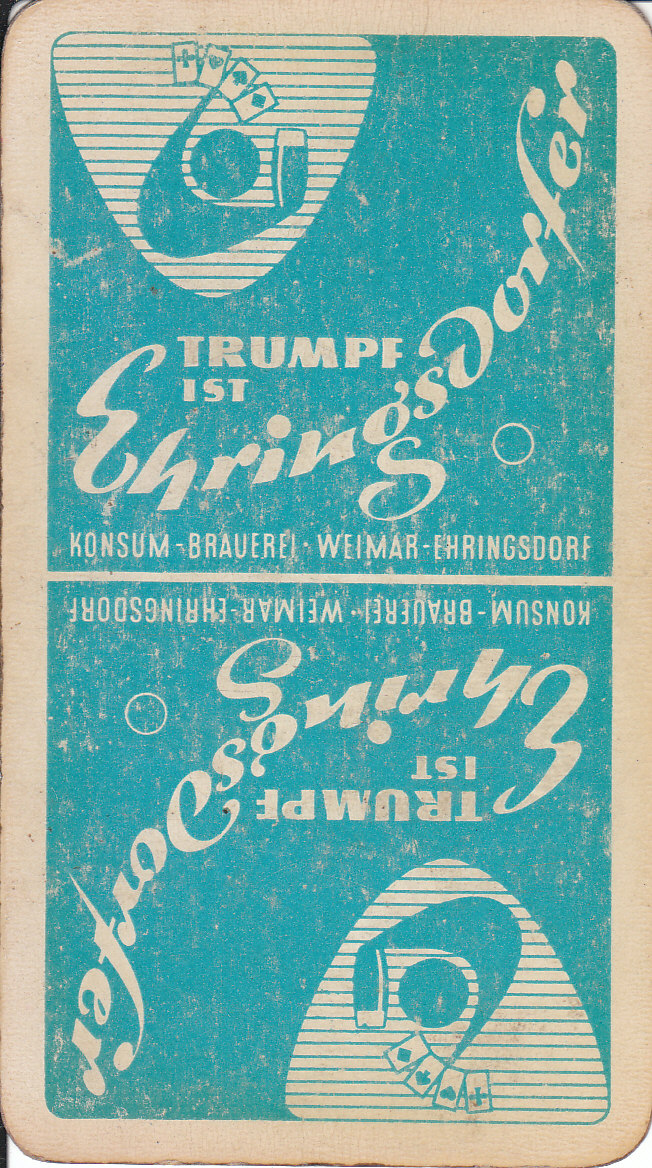 TRUMPF
IST
Ehringsdorfer
KONSUM-BRAUEREI · WEIMAR-EHRINGSDORF
KONSUM-BRAUEREI · WEIMAR-EHRINGSDORF
Ehringsdorfer
IST
TRUMPF